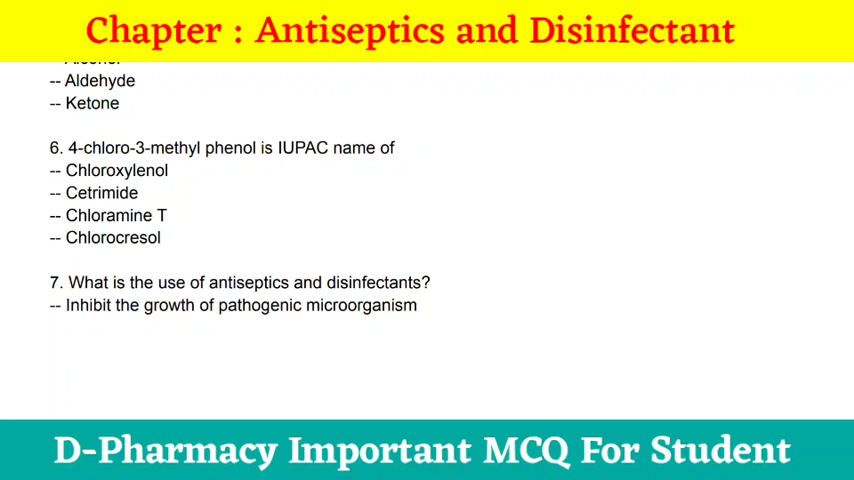 Chapter : Antiseptics and Disinfectant
-- Aldehyde
-- Ketone
6. 4-chloro-3-methyl phenol is IUPAC name of
-- Chloroxylenol
-- Cetrimide
-- Chloramine T
-- Chlorocresol
7. What is the use of antiseptics and disinfectants?
-- Inhibit the growth of pathogenic microorganism
D-Pharmacy Important MCQ For Student